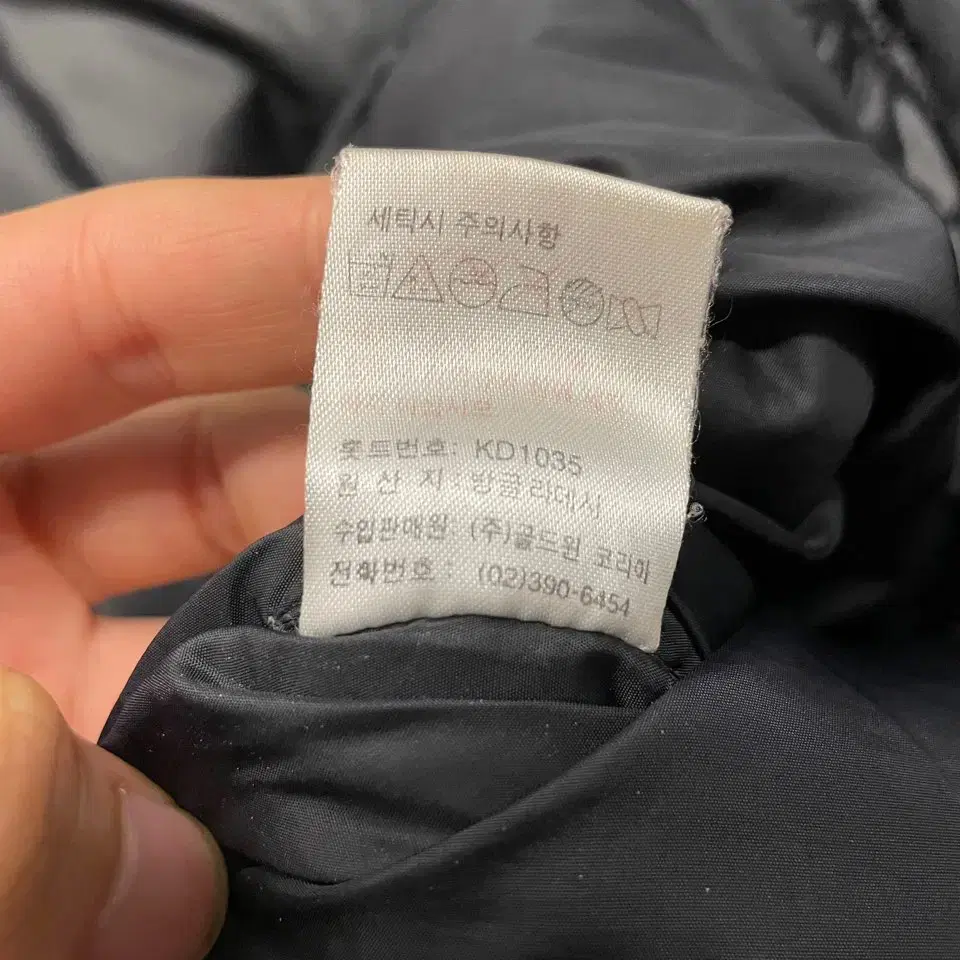 세탁시 주의사항
로트번호: KD1035
원 산 지 : 방글라데시
수입판매원: (주)골드윈 코리아
전화번호 : (02)390-6454